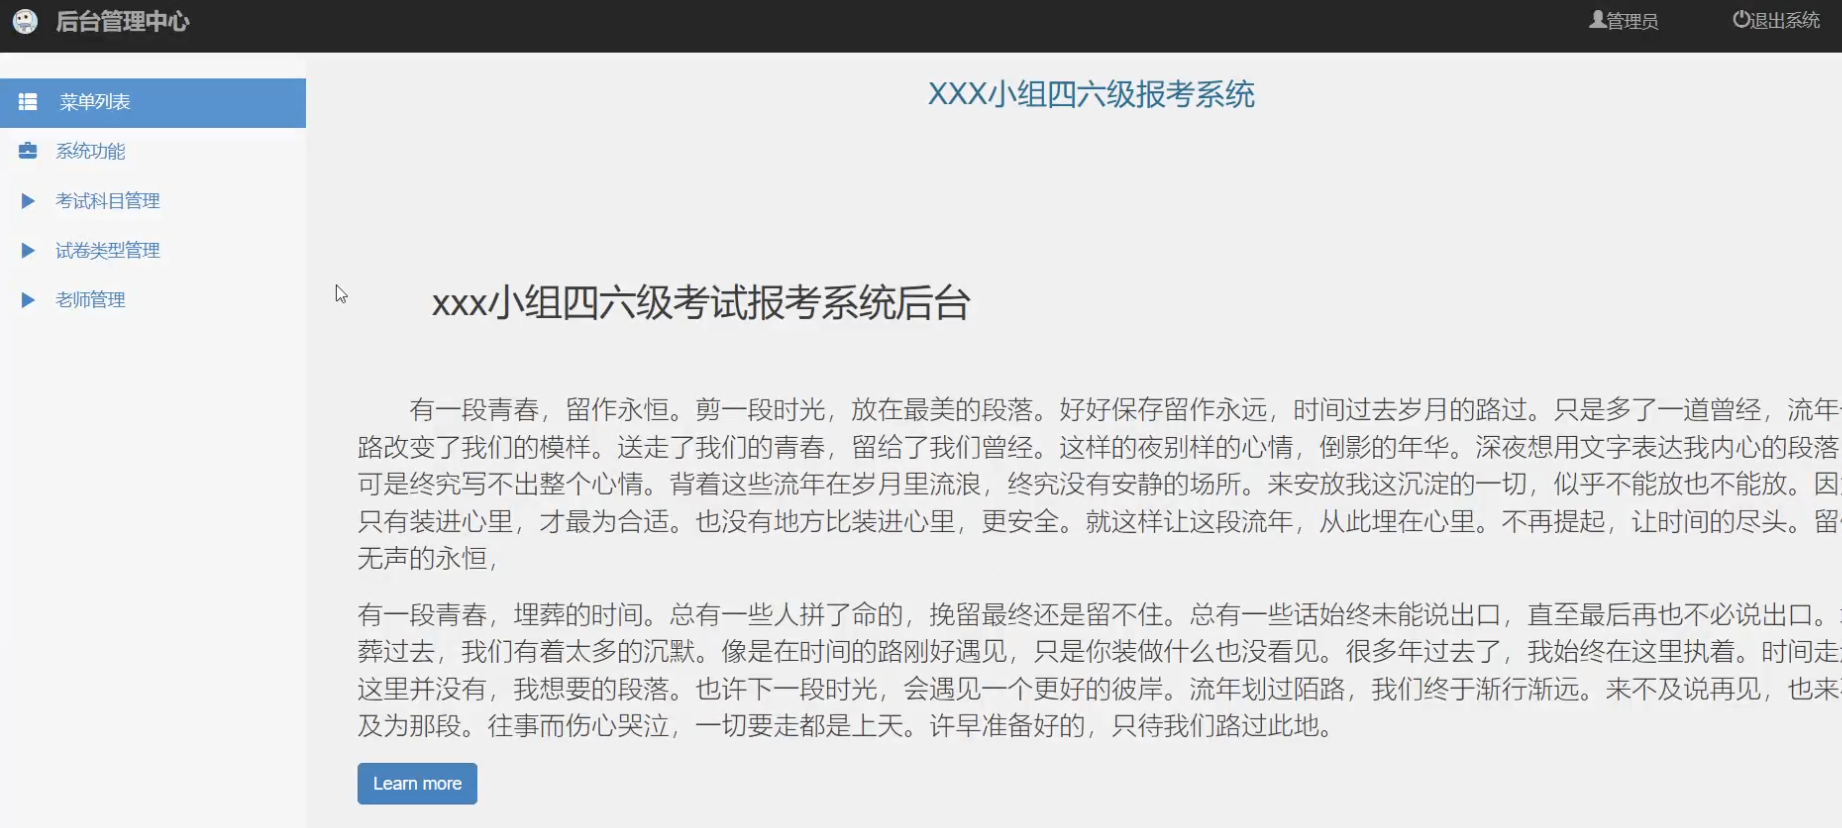 后台管理中心
管理员
退出系统
菜单列表
系统功能
考试科目管理
试卷类型管理
老师管理
XXX小组四六级报考系统
xxx小组四六级考试报考系统后台
有一段青春，留作永恒。剪一段时光，放在最美的段落。好好保存留作永远，时间过去岁月的路过。只是多了一道曾经，流年
路改变了我们的模样。送走了我们的青春，留给了我们曾经。这样的夜别样的心情，倒影的年华。深夜想用文字表达我内心的段落
可是终究写不出整个心情。背着这些流年在岁月里流浪，终究没有安静的场所。来安放我这沉淀的一切，似乎不能放也不能放。因
只有装进心里，才最为合适。也没有地方比装进心里，更安全。就这样让这段流年，从此埋在心里。不再提起，让时间的尽头。留
无声的永恒，
有一段青春，埋葬的时间。总有一些人拼了命的，挽留最终还是留不住。总有一些话始终未能说出口，直至最后再也不必说出口。
葬过去，我们有着太多的沉默。像是在时间的路刚好遇见，只是你装做什么也没看见。很多年过去了，我始终在这里执着。时间走
这里并没有，我想要的段落。也许下一段时光，会遇见一个更好的彼岸。流年划过陌路，我们终于渐行渐远。来不及说再见，也来
及为那段。往事而伤心哭泣，一切要走都是上天。许早准备好的，只待我们路过此地。
Learn more